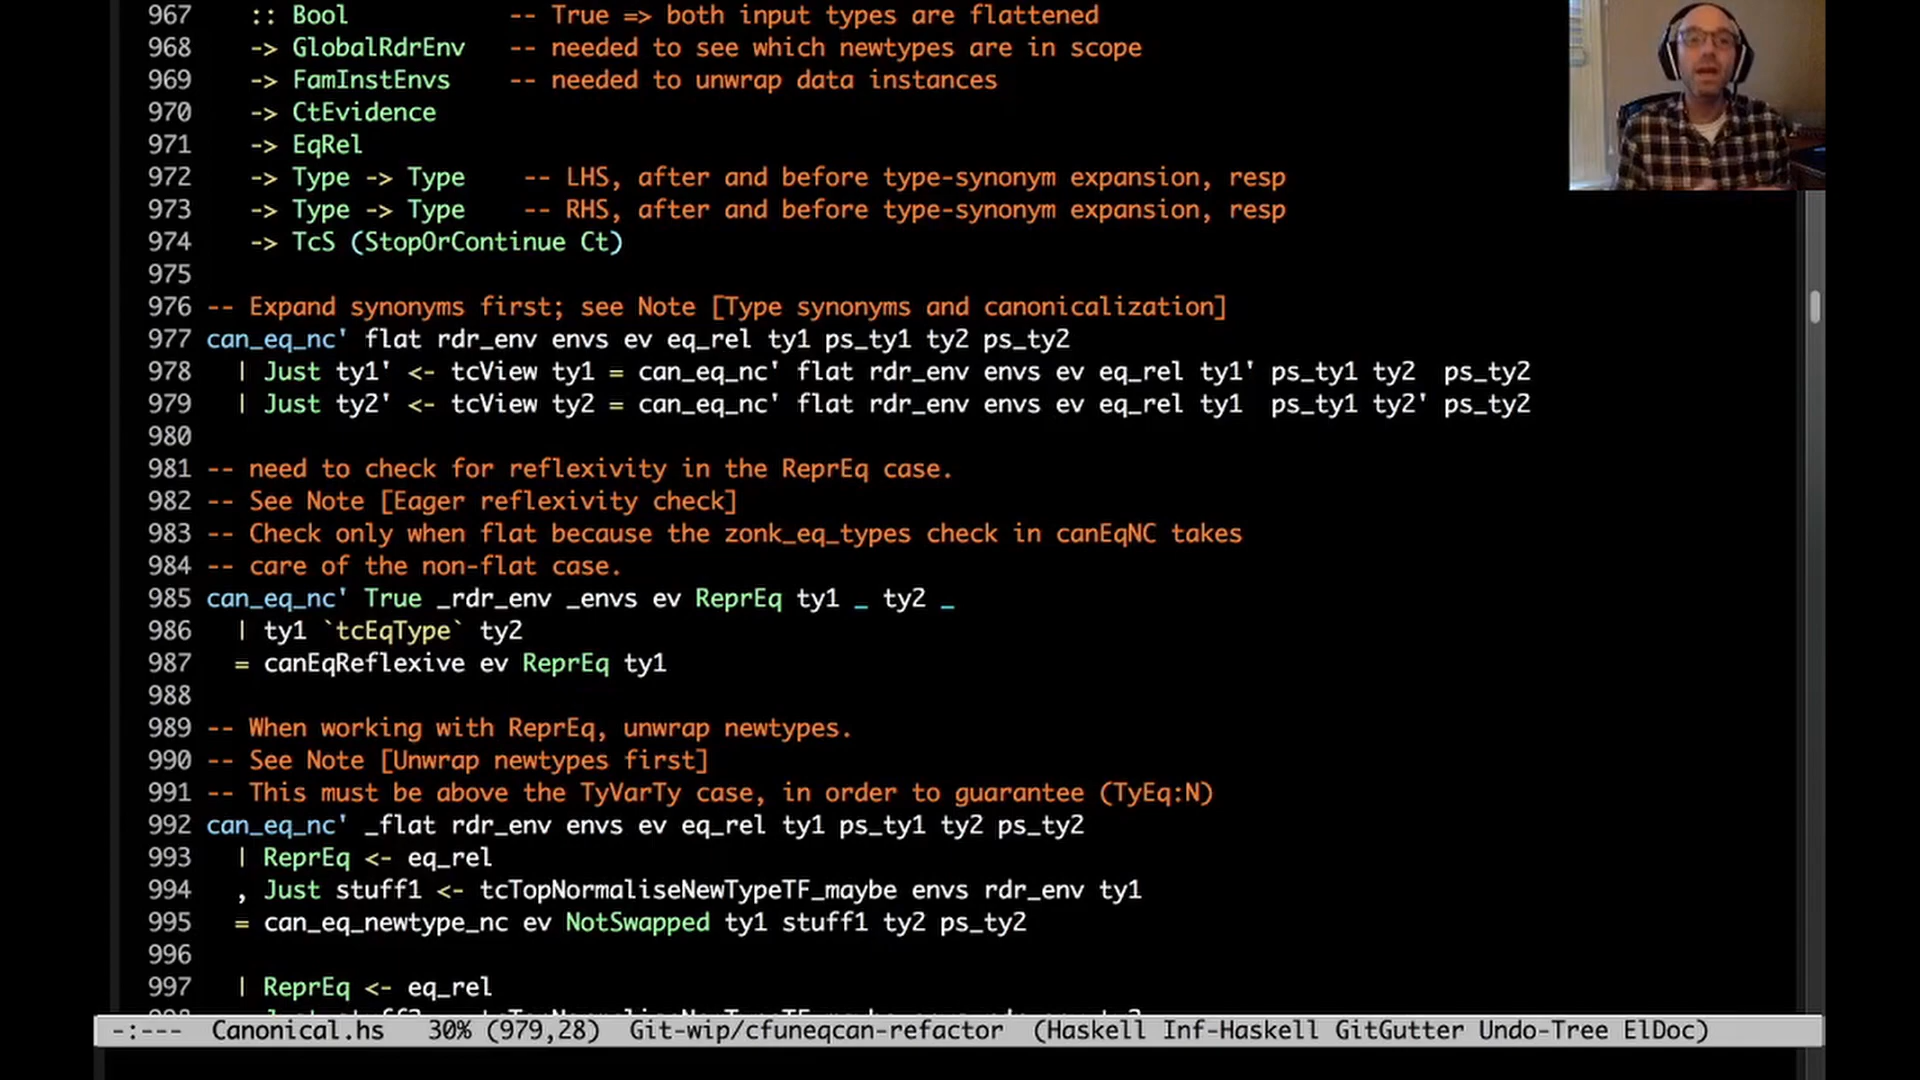 967    :: Bool           -- True => both input types are flattened
968    -> GlobalRdrEnv   -- needed to see which newtypes are in scope
969    -> FamInstEnvs    -- needed to unwrap data instances
970    -> CtEvidence
971    -> EqRel
972    -> Type -> Type    -- LHS, after and before type-synonym expansion, resp
973    -> Type -> Type    -- RHS, after and before type-synonym expansion, resp
974    -> TcS (StopOrContinue Ct)
975
976 -- Expand synonyms first; see Note [Type synonyms and canonicalization]
977 can_eq_nc' flat rdr_env envs ev eq_rel ty1 ps_ty1 ty2 ps_ty2
978   | Just ty1' <- tcView ty1 = can_eq_nc' flat rdr_env envs ev eq_rel ty1' ps_ty1 ty2  ps_ty2
979   | Just ty2' <- tcView ty2 = can_eq_nc' flat rdr_env envs ev eq_rel ty1  ps_ty1 ty2' ps_ty2
980
981 -- need to check for reflexivity in the ReprEq case.
982 -- See Note [Eager reflexivity check]
983 -- Check only when flat because the zonk_eq_types check in canEqNC takes
984 -- care of the non-flat case.
985 can_eq_nc' True _rdr_env _envs ev ReprEq ty1 _ ty2 _
986   | ty1 `tcEqType` ty2
987   = canEqReflexive ev ReprEq ty1
988
989 -- When working with ReprEq, unwrap newtypes.
990 -- See Note [Unwrap newtypes first]
991 -- This must be above the TyVarTy case, in order to guarantee (TyEq:N)
992 can_eq_nc' _flat rdr_env envs ev eq_rel ty1 ps_ty1 ty2 ps_ty2
993   | ReprEq <- eq_rel
994   , Just stuff1 <- tcTopNormaliseNewTypeTF_maybe envs rdr_env ty1
995   = can_eq_newtype_nc ev NotSwapped ty1 stuff1 ty2 ps_ty2
996
997   | ReprEq <- eq_rel
-:---  Canonical.hs   30% (979,28)  Git-wip/cfuneqcan-refactor  (Haskell Inf-Haskell GitGutter Undo-Tree ElDoc)